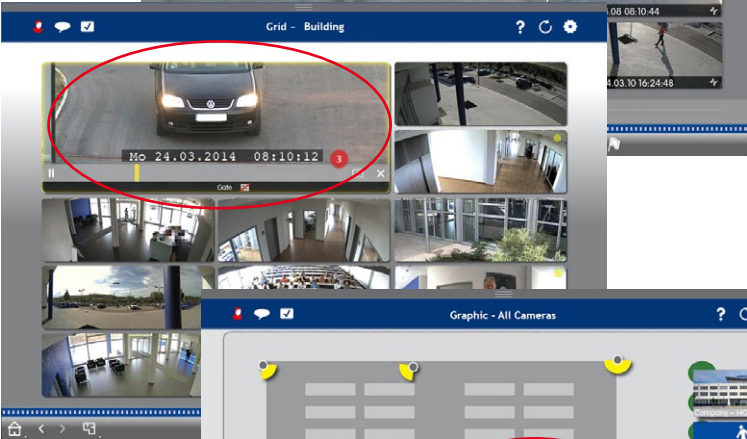 .08 08:10:44
Grid - Building
?
.03.10 16:24:48
Mo 24.03.2014 08:10:12
3
Gate
Graphic - All Cameras
?
Company - HQ